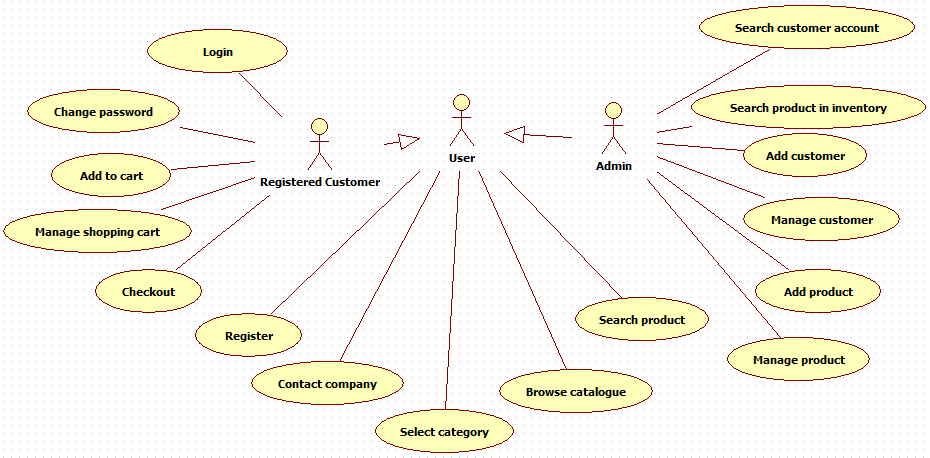 Search customer account
Login
Search product in inventory
Change password
Add customer
User
Admin
Add to cart
Registered Customer
Manage customer
Manage shopping cart
Checkout
Add product
Search product
Register
Manage product
Contact company
Browse catalogue
Select category